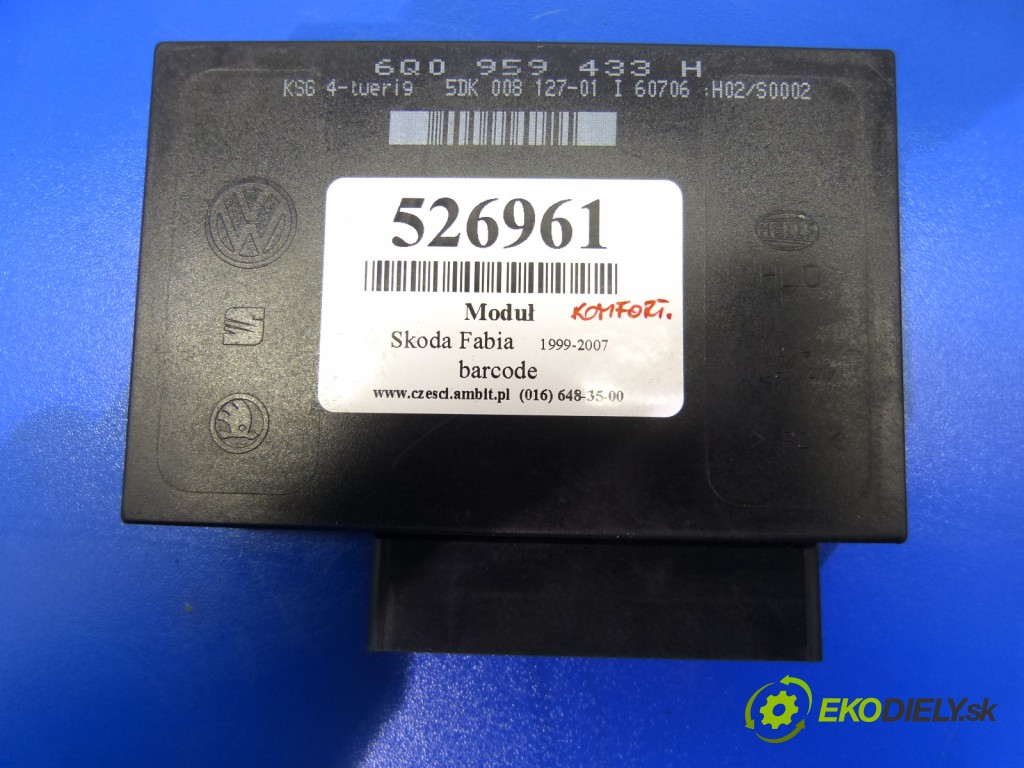 6Q0 959 433 H
KSG 4-tuerig 5DK 008 127-01 I 60706 :H02/S0002
526961
Moduł KOMFORT.
Skoda Fabia 1999-2007
barcode
www.czesci.ambit.pl (016) 648-35-00
HELLA
EKODIELY.sk